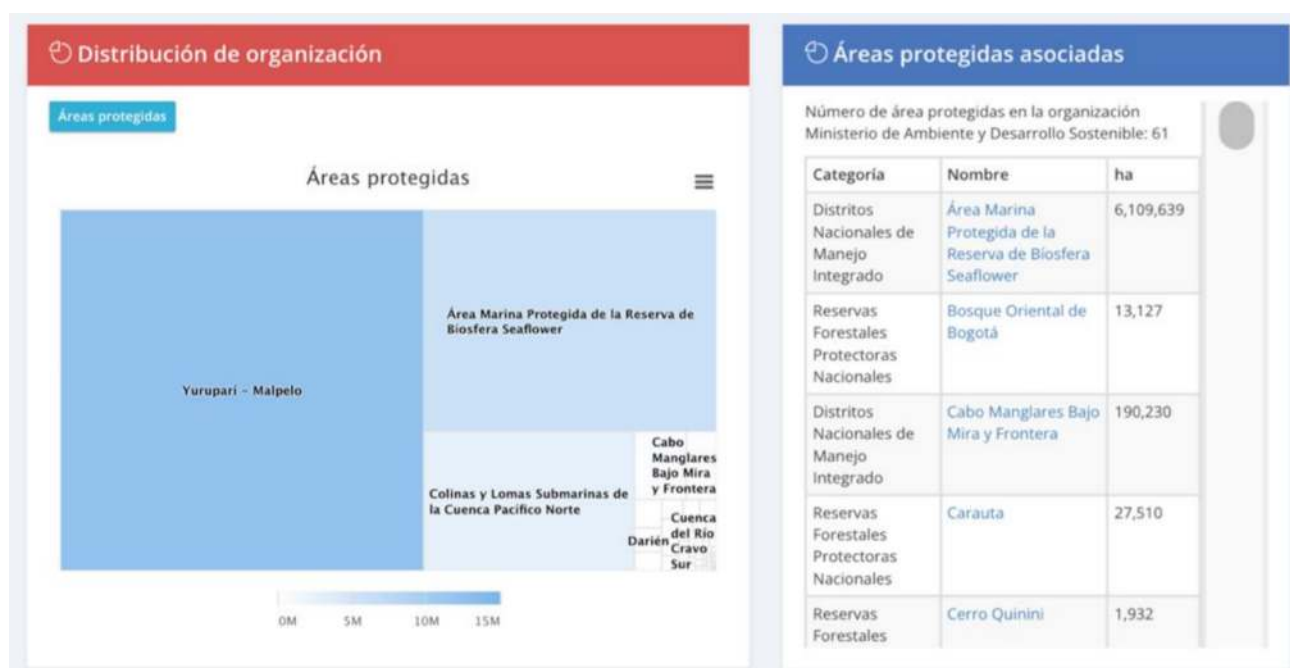 Distribución de organización
Áreas protegidas
Áreas protegidas
Yuruparí - Malpelo
Área Marina Protegida de la Reserva de
Biosfera Seaflower
Colinas y Lomas Submarinas de
la Cuenca Pacífico Norte
Cabo
Manglares
Bajo Mira
y Frontera
Darién
Cuenca
del Río
Cravo
Sur
0M 5M 10M 15M
Áreas protegidas asociadas
Número de área protegidas en la organización
Ministerio de Ambiente y Desarrollo Sostenible: 61
Categoría Nombre ha
Distritos Área Marina 6,109,639
Nacionales de Protegida de la
Manejo Reserva de Biosfera
Integrado Seaflower
Reservas Bosque Oriental de 13,127
Forestales Bogotá
Protectoras
Nacionales
Distritos Cabo Manglares Bajo 190,230
Nacionales de Mira y Frontera
Manejo
Integrado
Reservas Carauta 27,510
Forestales
Protectoras
Nacionales
Reservas Cerro Quinini 1,932
Forestales